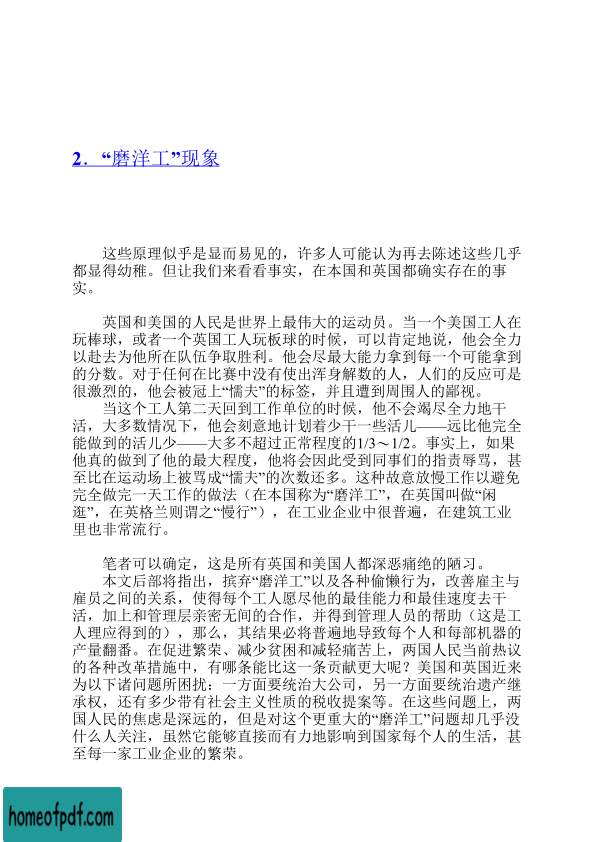 2．“磨洋工”现象
这些原理似乎是显而易见的，许多人可能认为再去陈述这些几乎
都显得幼稚。但让我们来看看事实，在本国和英国都确实存在的事
实。
英国和美国的人民是世界上最伟大的运动员。当一个美国工人在
玩棒球，或者一个英国工人玩板球的时候，可以肯定地说，他会全力
以赴去为他所在队伍争取胜利。他会尽最大能力拿到每一个可能拿到
的分数。对于任何在比赛中没有使出浑身解数的人，人们的反应可是
很激烈的，他会被冠上“懦夫”的标签，并且遭到周围人的鄙视。
当这个工人第二天回到工作单位的时候，他不会竭尽全力地干
活，大多数情况下，他会刻意地计划着少干一些活儿——远比他完全
能做到的活儿少——大多不超过正常程度的1/3～1/2。事实上，如果
他真的做到了他的最大程度，他将会因此受到同事们的指责辱骂，甚
至比在运动场上被骂成“懦夫”的次数还多。这种故意放慢工作以避免
完全做完一天工作的做法（在本国称为“磨洋工”，在英国叫做“闲
逛”，在英格兰则谓之“慢行”），在工业企业中很普遍，在建筑工业
里也非常流行。
笔者可以确定，这是所有英国和美国人都深恶痛绝的陋习。
本文后部将指出，摈弃“磨洋工”以及各种偷懒行为，改善雇主与
雇员之间的关系，使得每个工人愿尽他的最佳能力和最佳速度去干
活，加上和管理层亲密无间的合作，并得到管理人员的帮助（这是工
人理应得到的），那么，其结果必将普遍地导致每个人和每部机器的
产量翻番。在促进繁荣、减少贫困和减轻痛苦上，两国人民当前热议
的各种改革措施中，有哪条能比这一条贡献更大呢？美国和英国近来
为以下诸问题所困扰：一方面要统治大公司，另一方面要统治遗产继
承权，还有多少带有社会主义性质的税收提案等。在这些问题上，两
国人民的焦虑是深远的，但是对这个更重大的“磨洋工”问题却几乎没
什么人关注，虽然它能够直接而有力地影响到国家每个人的生活，甚
至每一家工业企业的繁荣。
homeofpdf.com